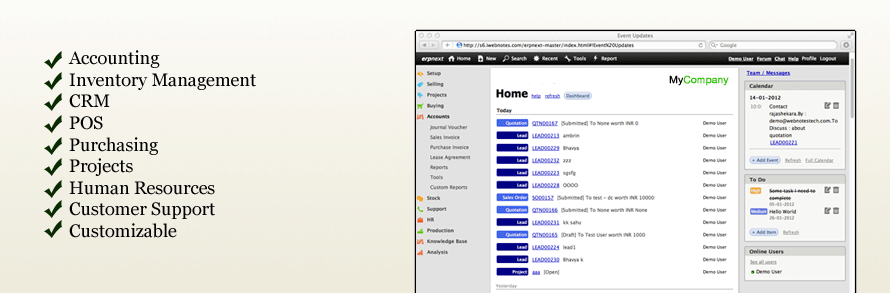 Accounting
Inventory Management
CRM
POS
Purchasing
Projects
Human Resources
Customer Support
Customizable
Event Updates
http://s6.iwebnotes.com/erpnext-master/index.html#!Event%20Updates
Google
erpnext Home New Search Recent Tools Report Demo User Forum Chat Help Profile Logout
Setup
Selling
Projects
Buying
Accounts
Journal Voucher
Sales Invoice
Purchase Invoice
Lease Agreement
Reports
Tools
Custom Reports
Stock
Support
HR
Production
Knowledge Base
Analysis
MyCompany
Home help refresh Dashboard
Today
Quotation QTN00167 [Submitted] To None worth INR 0 Demo User
Lead LEAD00213 ambrin Demo User
Lead LEAD00229 Bhavya Demo User
Lead LEAD00232 zzz Demo User
Lead LEAD00223 sgsfg Demo User
Lead LEAD00228 OOOO Demo User
Sales Order SO00157 [Submitted] To test - dc worth INR 10000 Demo User
Quotation QTN00166 [Submitted] To None worth INR None Demo User
Lead LEAD00231 kk sahu Demo User
Quotation QTN00165 [Draft] To Test User worth INR 1000 Demo User
Lead LEAD00224 lead1 Demo User
Lead LEAD00230 Bhavya k Demo User
Project aaa [Open] Demo User
Yesterday
Team / Messages
Calendar
14-01-2012
10:0 Contact
rajashekara.By :
demo@webnotestech.com.To
Discuss : about
quotation
LEAD00221
+ Add Event Refresh Full Calendar
To Do
High Some task I need to
complete
05-01-2012
Medium Hello World
26-01-2012
+ Add Item Refresh
Online Users
See all users
Demo User